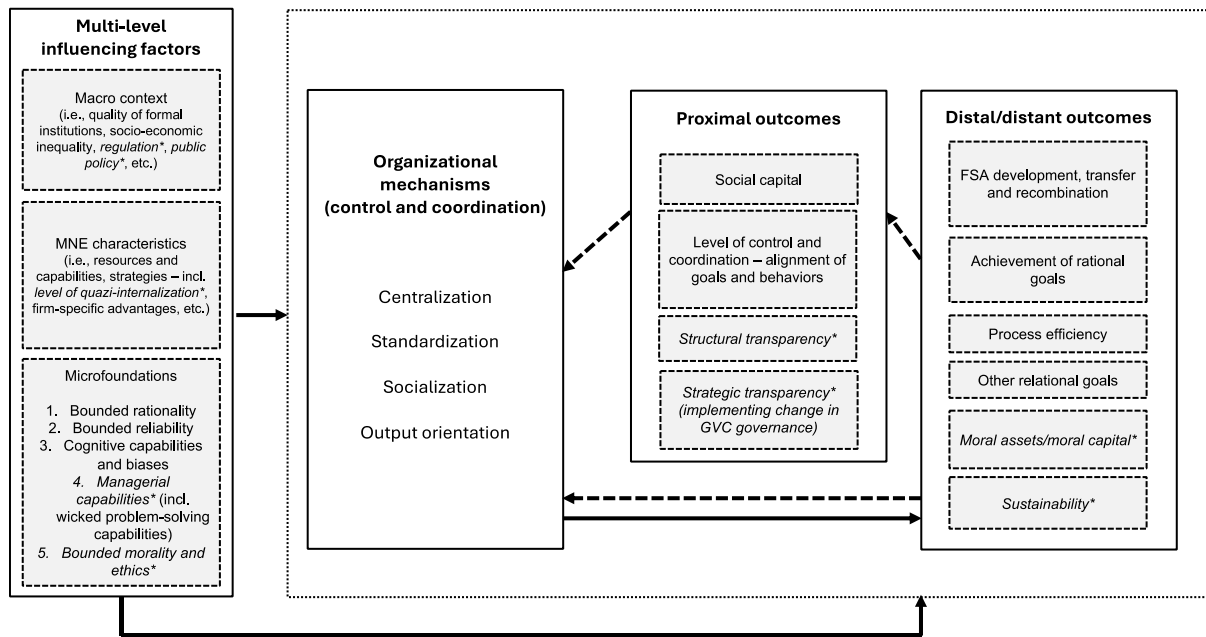 Multi-level
influencing factors
Macro context
(i.e., quality of formal
institutions, socio-economic
inequality, regulation*, public
policy*, etc.)
MNE characteristics
(i.e., resources and
capabilities, strategies – incl.
level of quazi-internalization*,
firm-specific advantages, etc.)
Microfoundations
1. Bounded rationality
2. Bounded reliability
3. Cognitive capabilities
and biases
4. Managerial
capabilities* (incl.
wicked problem-solving
capabilities)
5. Bounded morality and
ethics*
Organizational
mechanisms
(control and coordination)
Centralization
Standardization
Socialization
Output orientation
Proximal outcomes
Social capital
Level of control and
coordination – alignment of
goals and behaviors
Structural transparency*
Strategic transparency*
(implementing change in
GVC governance)
Distal/distant outcomes
FSA development, transfer
and recombination
Achievement of rational
goals
Process efficiency
Other relational goals
Moral assets/moral capital*
Sustainability*